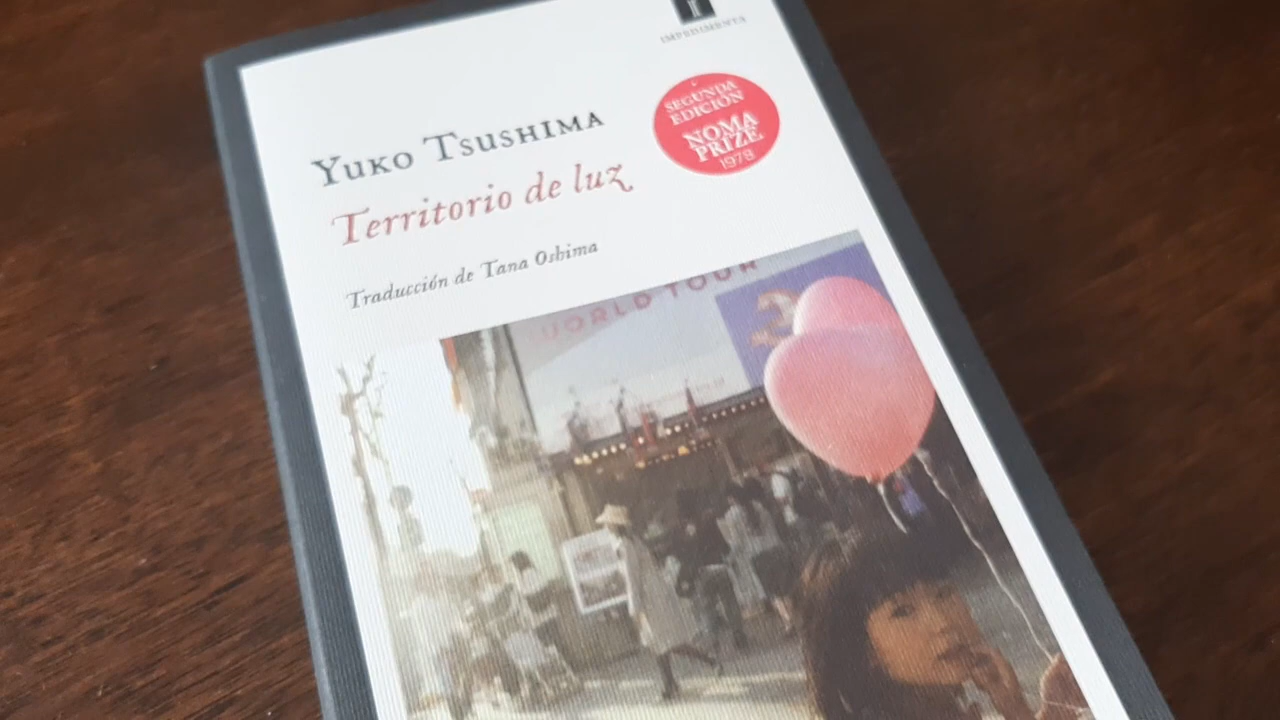 I
IMPEDIMENTA
SEGUNDA
EDICIÓN
NOMA
PRIZE
1978
YUKO TSUSHIMA
Territorio de luz
Traducción de Tana Oshima
WORLD TOUR